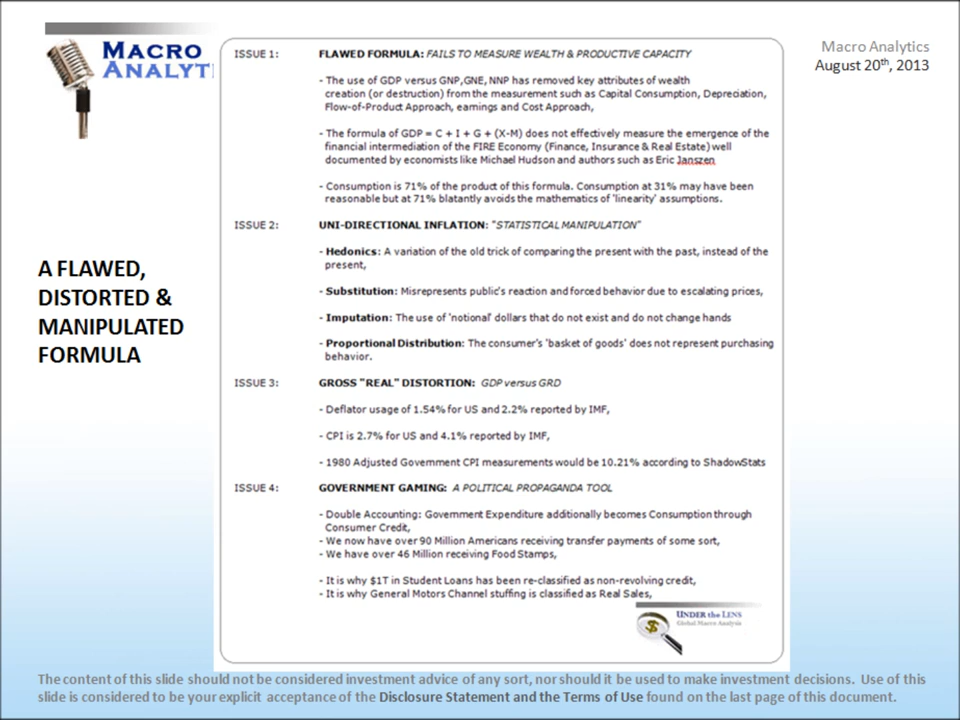 MACRO
ANALYTI
Macro Analytics
August 20th, 2013
A FLAWED,
DISTORTED &
MANIPULATED
FORMULA
ISSUE 1: FLAWED FORMULA: FAILS TO MEASURE WEALTH & PRODUCTIVE CAPACITY
- The use of GDP versus GNP,GNE, NNP has removed key attributes of wealth
creation (or destruction) from the measurement such as Capital Consumption, Depreciation,
Flow-of-Product Approach, earnings and Cost Approach,
- The formula of GDP = C + I + G + (X-M) does not effectively measure the emergence of the
financial intermediation of the FIRE Economy (Finance, Insurance & Real Estate) well
documented by economists like Michael Hudson and authors such as Eric Janszen
- Consumption is 71% of the product of this formula. Consumption at 31% may have been
reasonable but at 71% blatantly avoids the mathematics of 'linearity' assumptions.
ISSUE 2: UNI-DIRECTIONAL INFLATION: "STATISTICAL MANIPULATION"
- Hedonics: A variation of the old trick of comparing the present with the past, instead of the
present,
- Substitution: Misrepresents public's reaction and forced behavior due to escalating prices,
- Imputation: The use of 'notional' dollars that do not exist and do not change hands
- Proportional Distribution: The consumer's 'basket of goods' does not represent purchasing
behavior.
ISSUE 3: GROSS "REAL" DISTORTION: GDP versus GRD
- Deflator usage of 1.54% for US and 2.2% reported by IMF,
- CPI is 2.7% for US and 4.1% reported by IMF,
- 1980 Adjusted Government CPI measurements would be 10.21% according to ShadowStats
ISSUE 4: GOVERNMENT GAMING: A POLITICAL PROPAGANDA TOOL
- Double Accounting: Government Expenditure additionally becomes Consumption through
Consumer Credit,
- We now have over 90 Million Americans receiving transfer payments of some sort,
- We have over 46 Million receiving Food Stamps,
- It is why $1T in Student Loans has been re-classified as non-revolving credit,
- It is why General Motors Channel stuffing is classified as Real Sales,
UNDER the LENS
Global Macro Analysis
$
The content of this slide should not be considered investment advice of any sort, nor should it be used to make investment decisions. Use of this
slide is considered to be your explicit acceptance of the Disclosure Statement and the Terms of Use found on the last page of this document.